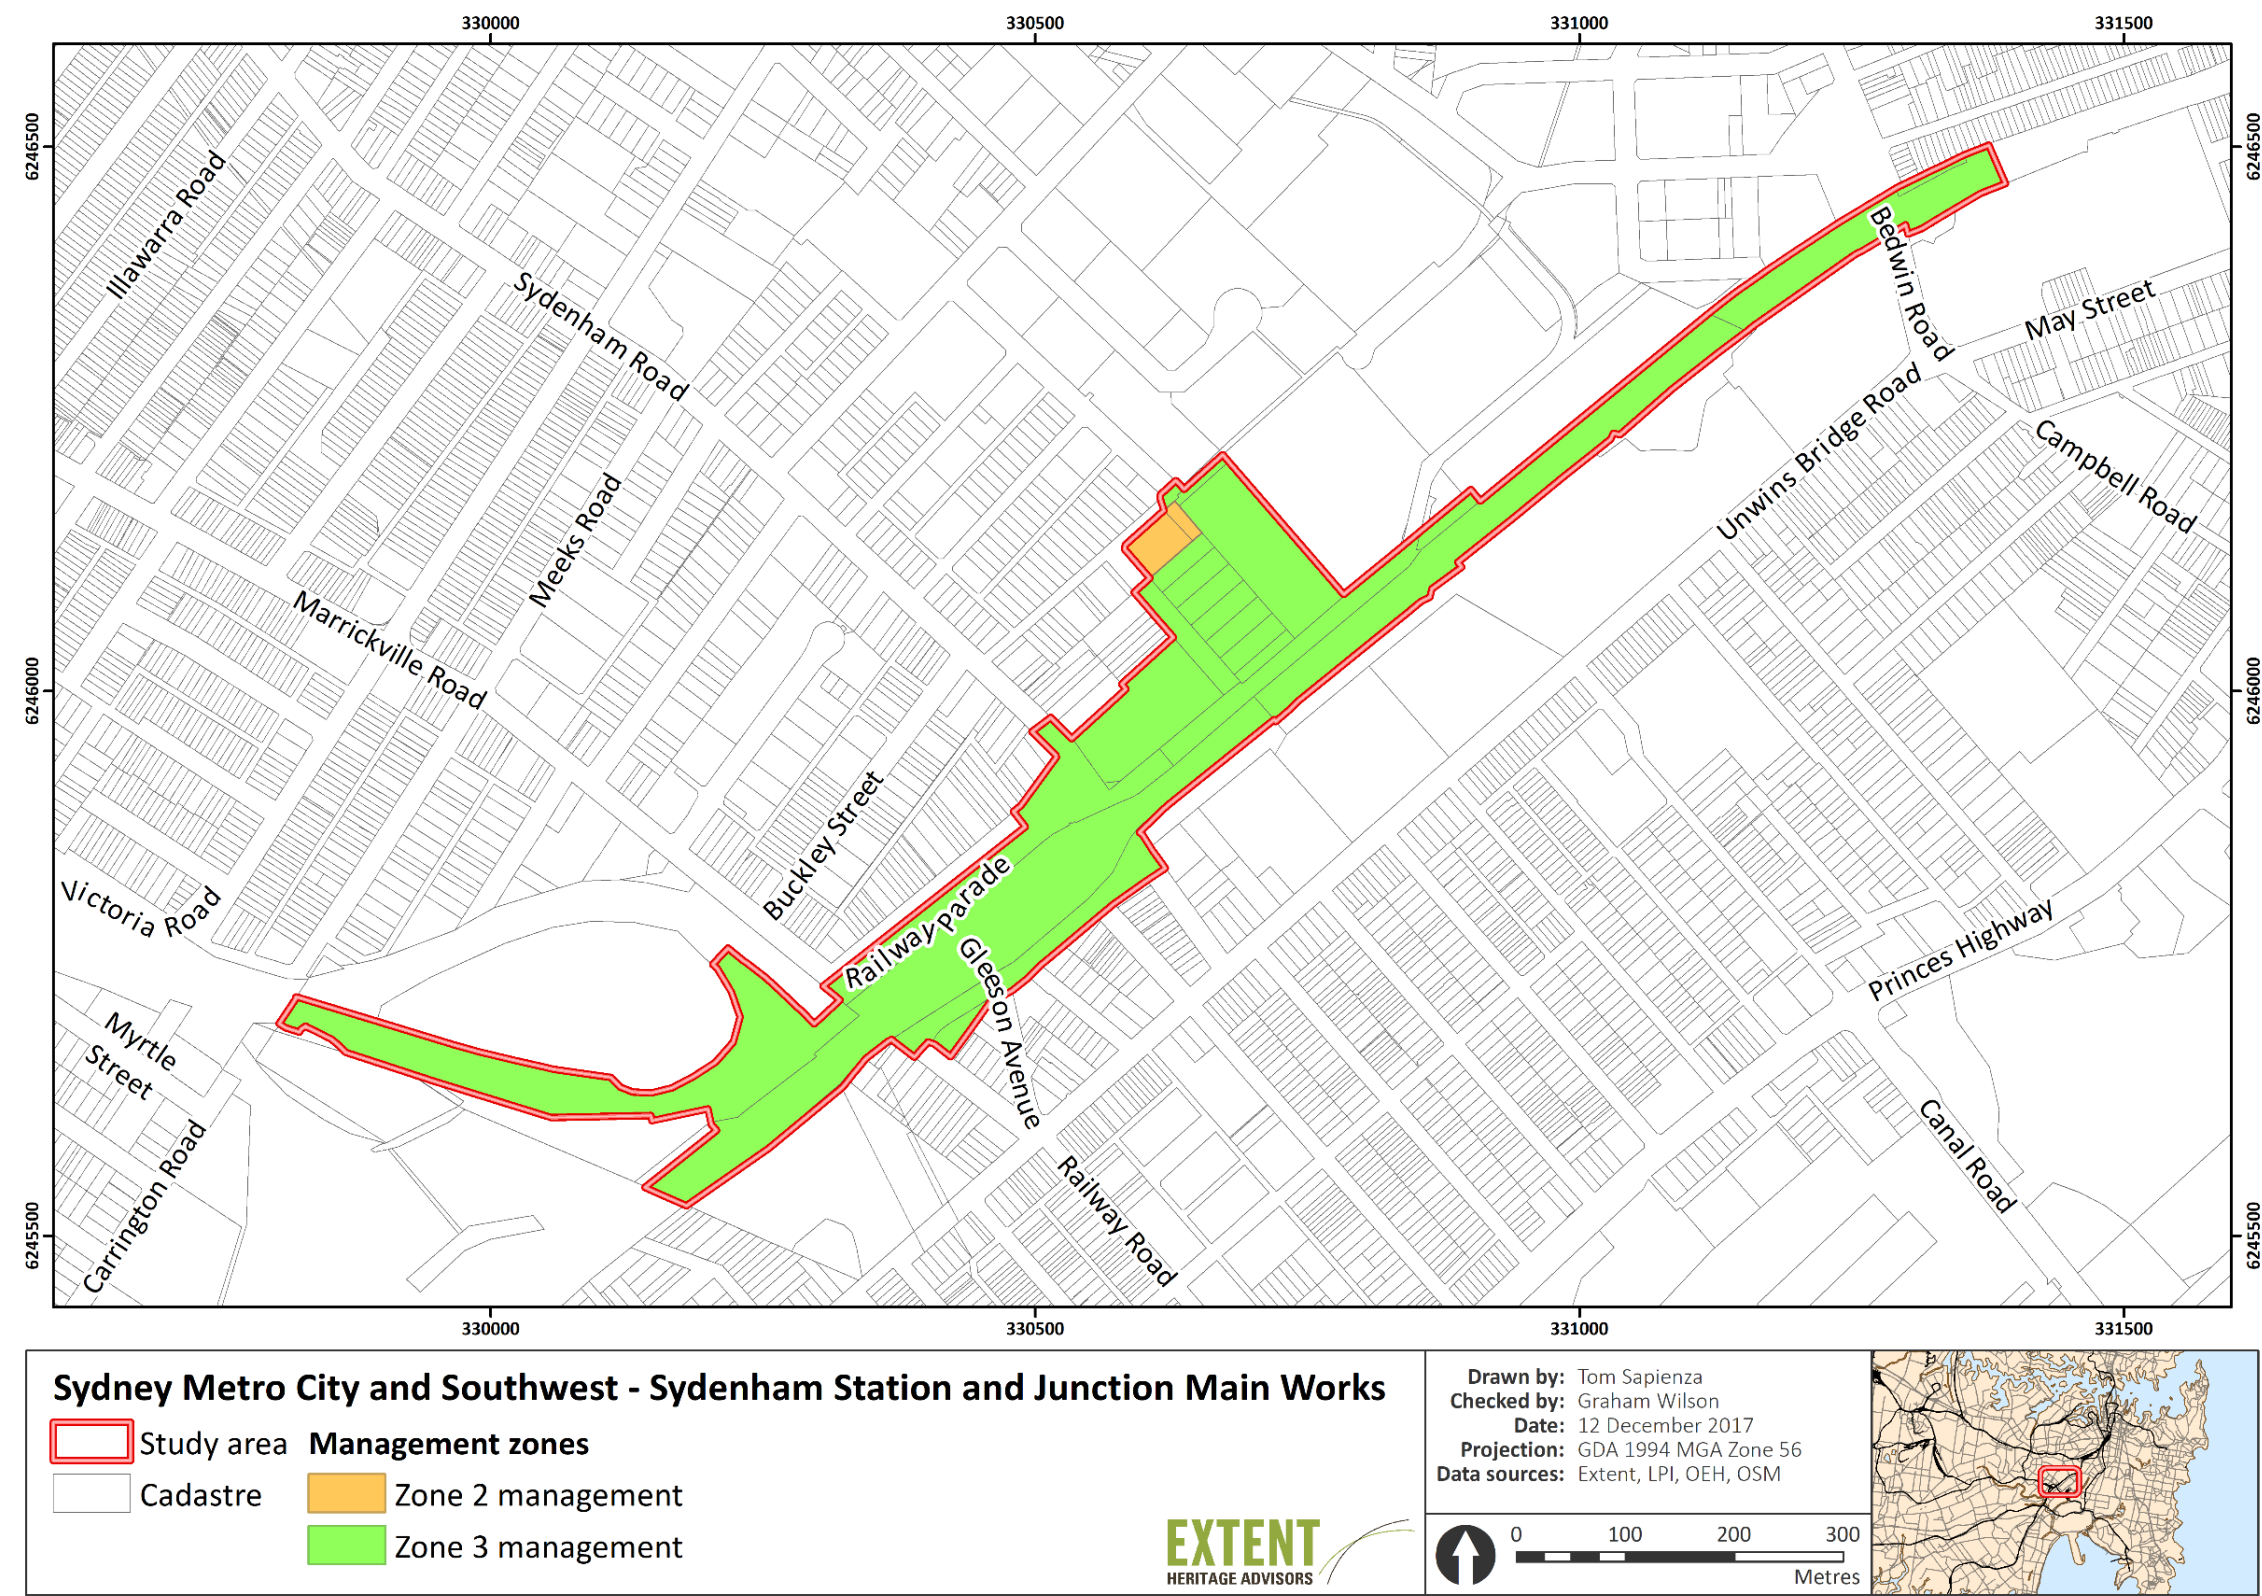 330000 330500 331000 331500
6246500
6246000
6245500
6246500
6246000
6245500
Illawarra Road
Sydenham Road
Meeks Road
Marrickville Road
Buckley Street
Victoria Road
Myrtle
Street
Carrington Road
Railway Parade
Gleeson Avenue
Railway Road
Bedwin Road
May Street
Unwins Bridge Road
Campbell Road
Princes Highway
Canal Road
330000 330500 331000 331500
Sydney Metro City and Southwest - Sydenham Station and Junction Main Works
Study area
Cadastre
Management zones
Zone 2 management
Zone 3 management
EXTENT
HERITAGE ADVISORS
Drawn by: Tom Sapienza
Checked by: Graham Wilson
Date: 12 December 2017
Projection: GDA 1994 MGA Zone 56
Data sources: Extent, LPI, OEH, OSM
0 100 200 300
Metres